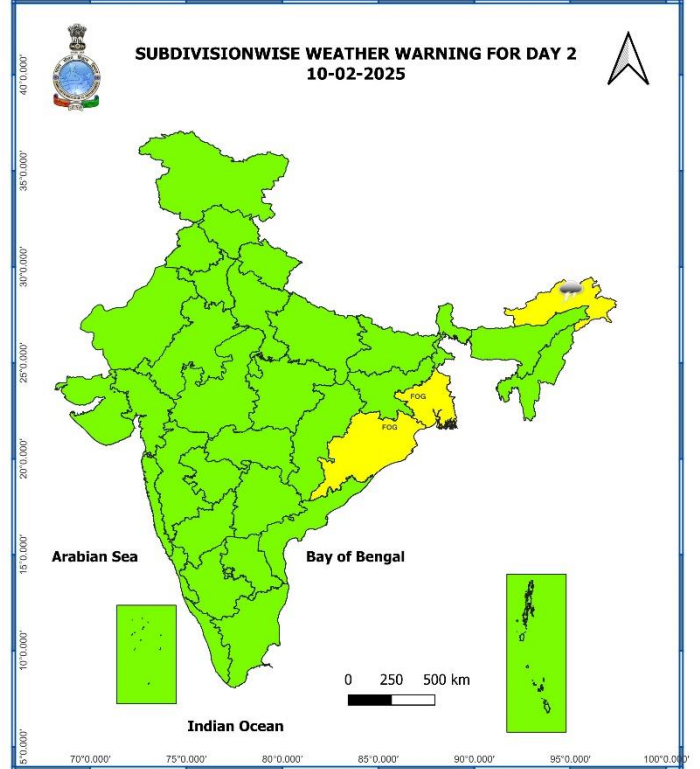 SUBDIVISIONWISE WEATHER WARNING FOR DAY 2
10-02-2025
40°0.000'
35°0.000'
30°0.000'
25°0.000'
20°0.000'
15°0.000'
10°0.000'
5°0.000'
FOG
FOG
Arabian Sea
Bay of Bengal
0 250 500 km
Indian Ocean
70°0.000' 75°0.000' 80°0.000' 85°0.000' 90°0.000' 95°0.000' 100°0.000'